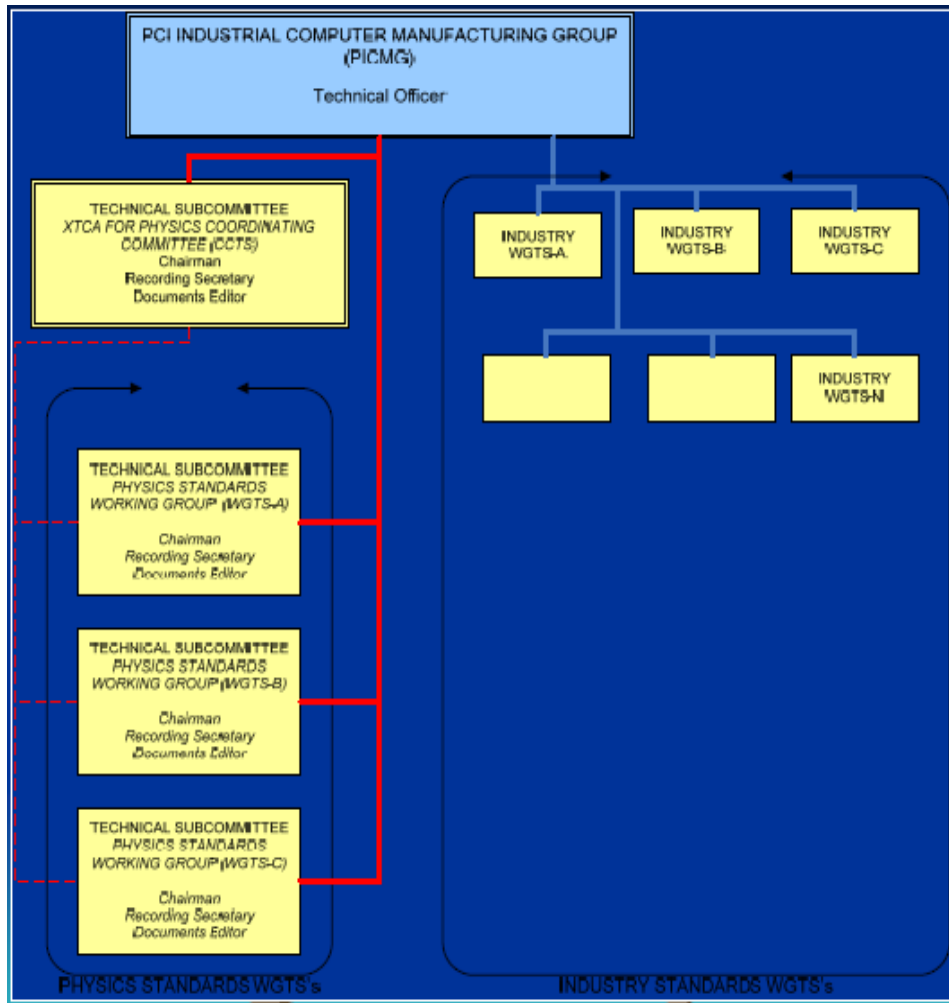 PCI INDUSTRIAL COMPUTER MANUFACTURING GROUP
(PICMG)
Technical Officer
TECHNICAL SUBCOMMITTEE
XTCA FOR PHYSICS COORDINATING
COMMITTEE (CCTS)
Chairman
Recording Secretary
Documents Editor
INDUSTRY
WGTS-A
INDUSTRY
WGTS-B
INDUSTRY
WGTS-C
INDUSTRY
WGTS-N
TECHNICAL SUBCOMMITTEE
PHYSICS STANDARDS
WORKING GROUP (WGTS-A)
Chairman
Recording Secretary
Documents Editor
TECHNICAL SUBCOMMITTEE
PHYSICS STANDARDS
WORKING GROUP (WGTS-B)
Chairman
Recording Secretary
Documents Editor
TECHNICAL SUBCOMMITTEE
PHYSICS STANDARDS
WORKING GROUP (WGTS-C)
Chairman
Recording Secretary
Documents Editor
PHYSICS STANDARDS WGTS's
INDUSTRY STANDARDS WGTS's